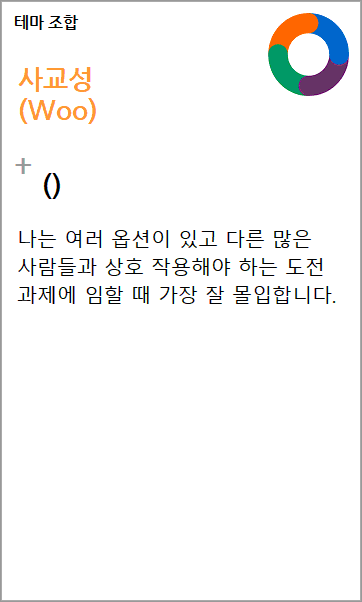 테마 조합
사교성
(Woo)
+
()
나는 여러 옵션이 있고 다른 많은
사람들과 상호 작용해야 하는 도전
과제에 임할 때 가장 잘 몰입합니다.